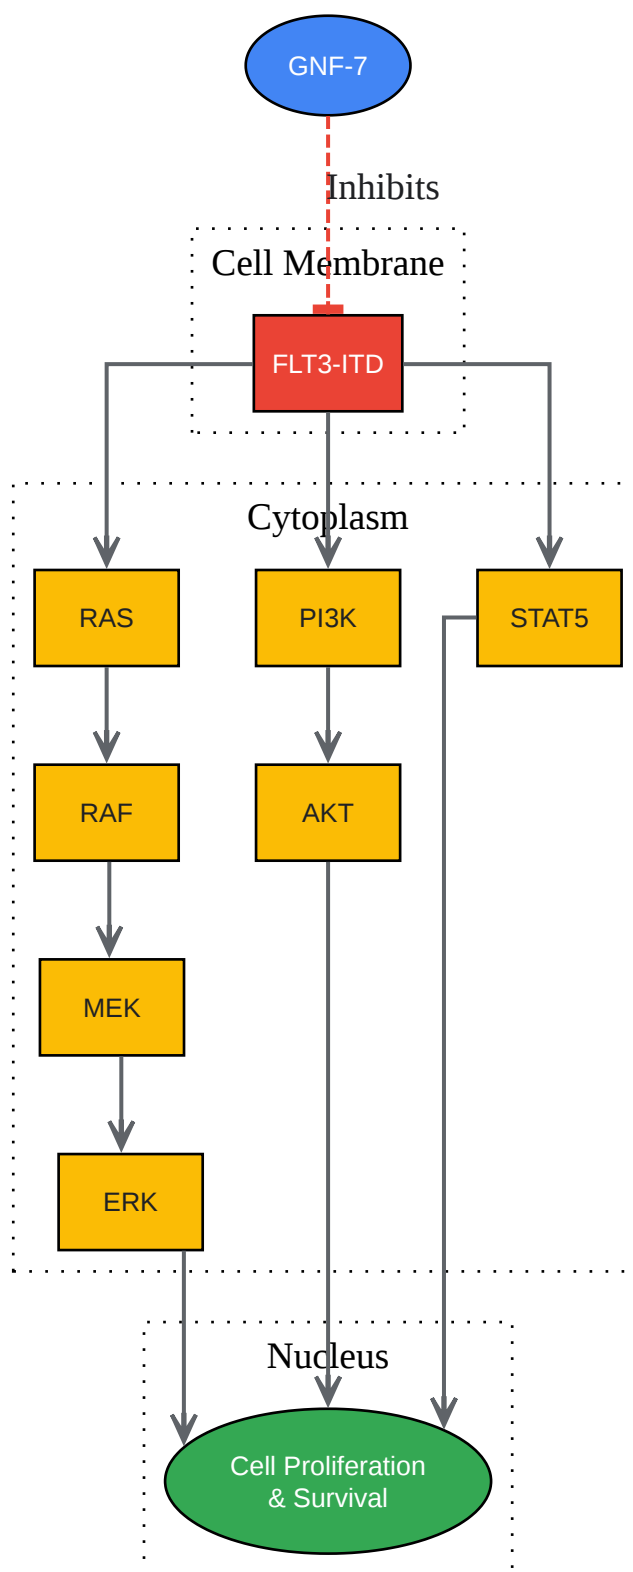 GNF-7
Inhibits
Cell Membrane
FLT3-ITD
Cytoplasm
RAS
PI3K
STAT5
RAF
AKT
MEK
ERK
Nucleus
Cell Proliferation
& Survival